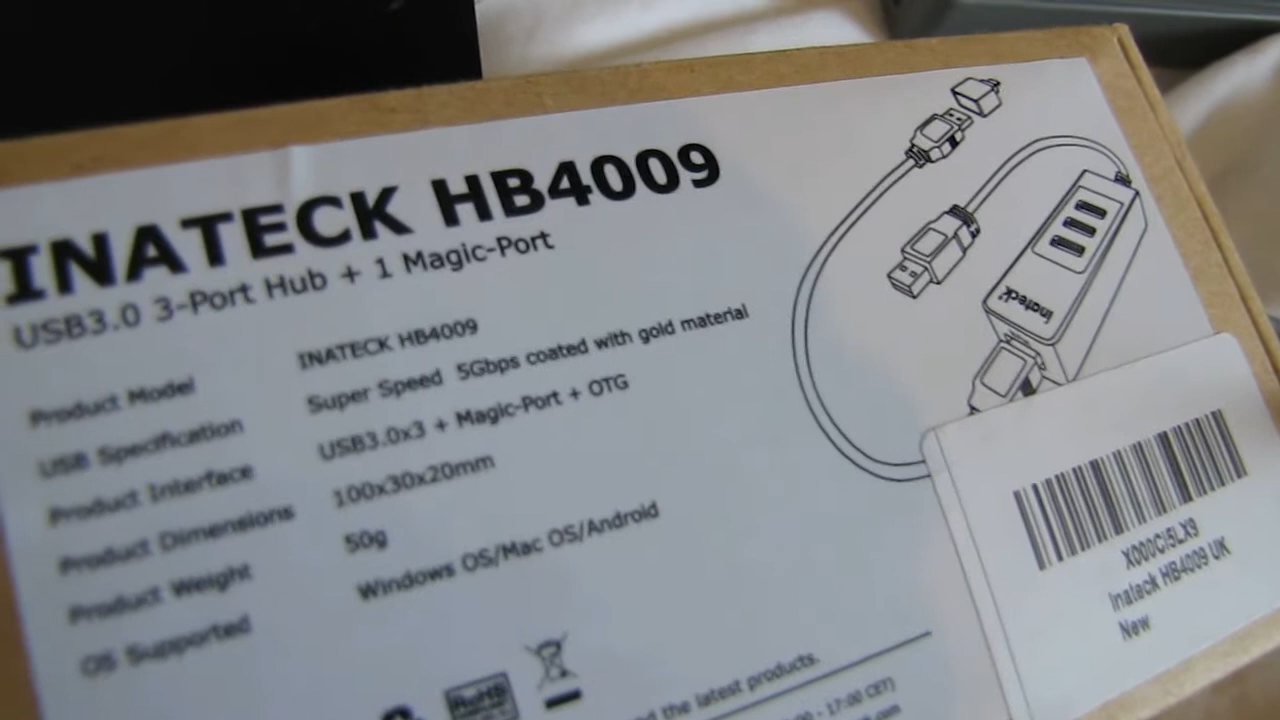 INATECK HB4009
USB3.0 3-Port Hub + 1 Magic-Port
Product Model INATECK HB4009
USB Specification Super Speed 5Gbps coated with gold material
Product Interface USB3.0x3 + Magic-Port + OTG
Product Dimensions 100x30x20mm
Product Weight 50g
OS Supported Windows OS/Mac OS/Android
inateck
X000CI5LX9
Inateck HB4009 UK
New
RoHS
the latest products.
- 17:00 CET)